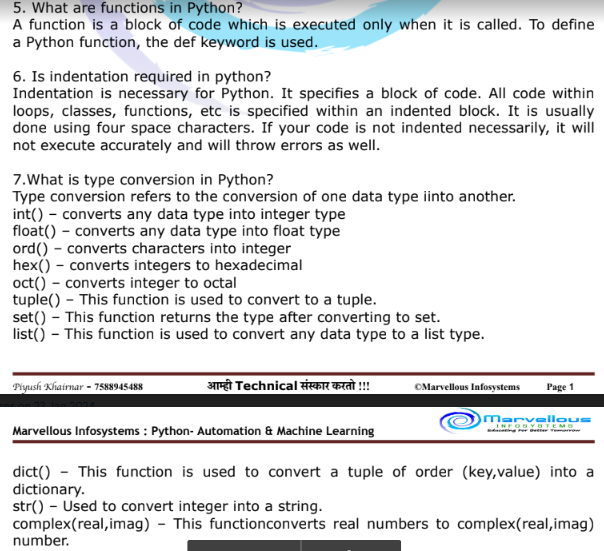 5. What are functions in Python?
A function is a block of code which is executed only when it is called. To define
a Python function, the def keyword is used.
6. Is indentation required in python?
Indentation is necessary for Python. It specifies a block of code. All code within
loops, classes, functions, etc is specified within an indented block. It is usually
done using four space characters. If your code is not indented necessarily, it will
not execute accurately and will throw errors as well.
7.What is type conversion in Python?
Type conversion refers to the conversion of one data type iinto another.
int() – converts any data type into integer type
float() – converts any data type into float type
ord() – converts characters into integer
hex() – converts integers to hexadecimal
oct() – converts integer to octal
tuple() – This function is used to convert to a tuple.
set() – This function returns the type after converting to set.
list() – This function is used to convert any data type to a list type.
Piyush Khairnar - 7588945488 आम्ही Technical संस्कार करतो !!! ©Marvellous Infosystems Page 1
Marvellous
INFOSYSTEMS
Educating For Better Tomorrow
Marvellous Infosystems : Python- Automation & Machine Learning
dict() – This function is used to convert a tuple of order (key,value) into a
dictionary.
str() – Used to convert integer into a string.
complex(real,imag) – This functionconverts real numbers to complex(real,imag)
number.